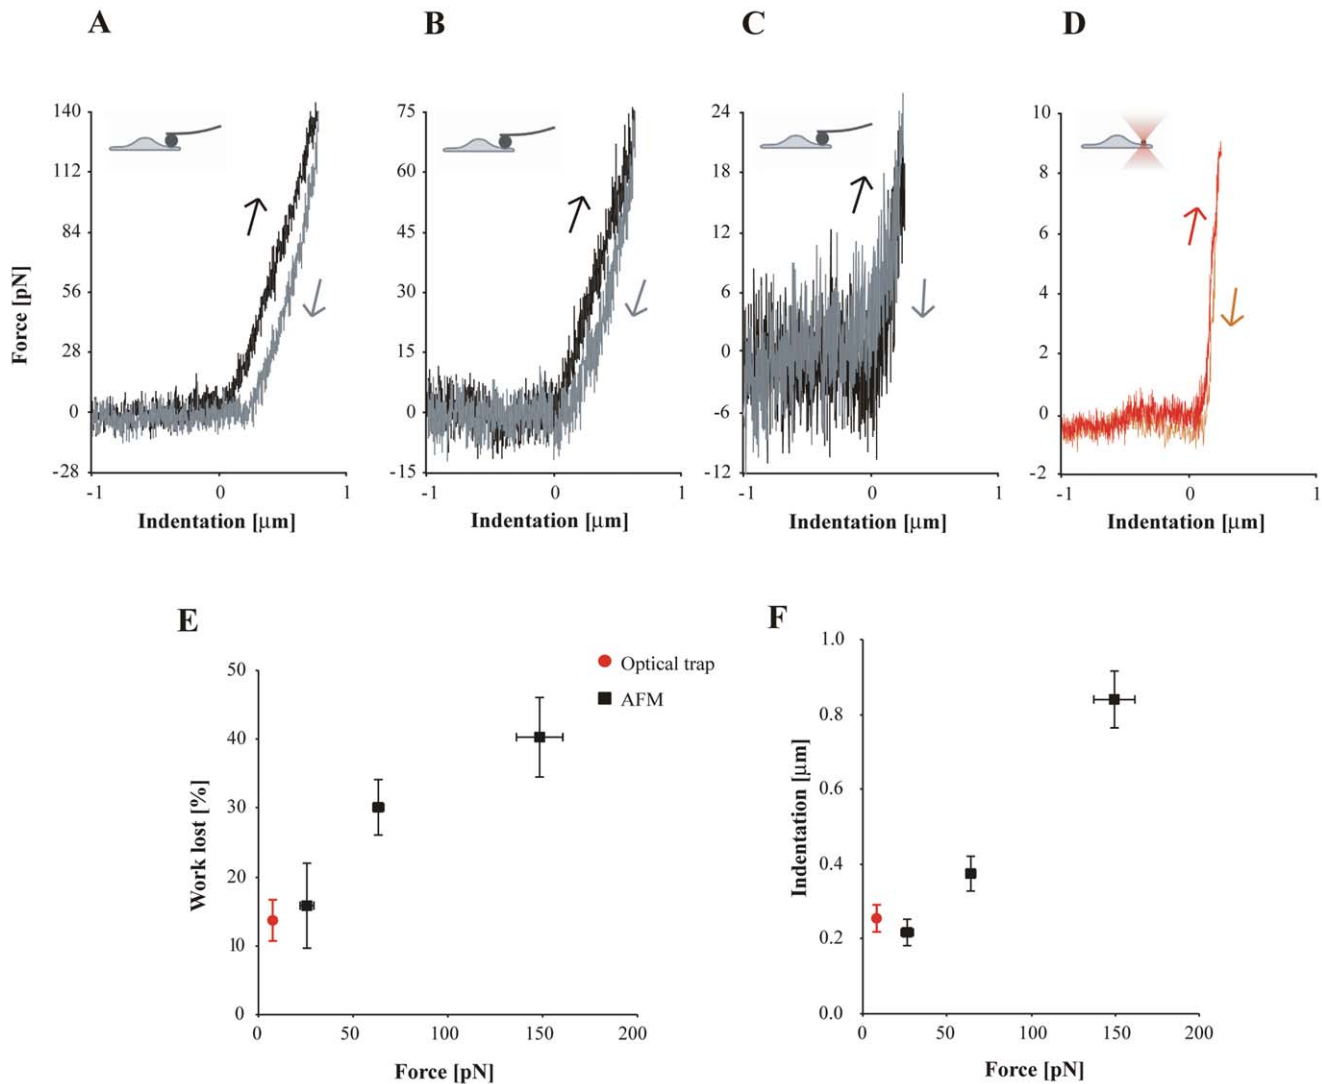 A B C D
Force [pN]
140
112
84
56
28
0
-28
-1 0 1
Indentation [μm]
75
60
45
30
15
0
-15
-1 0 1
Indentation [μm]
24
18
12
6
0
-6
-12
-1 0 1
Indentation [μm]
10
8
6
4
2
0
-2
-1 0 1
Indentation [μm]
E
Work lost [%]
50
40
30
20
10
0
0 50 100 150 200
Force [pN]
Optical trap
AFM
F
Indentation [μm]
1.0
0.8
0.6
0.4
0.2
0.0
0 50 100 150 200
Force [pN]